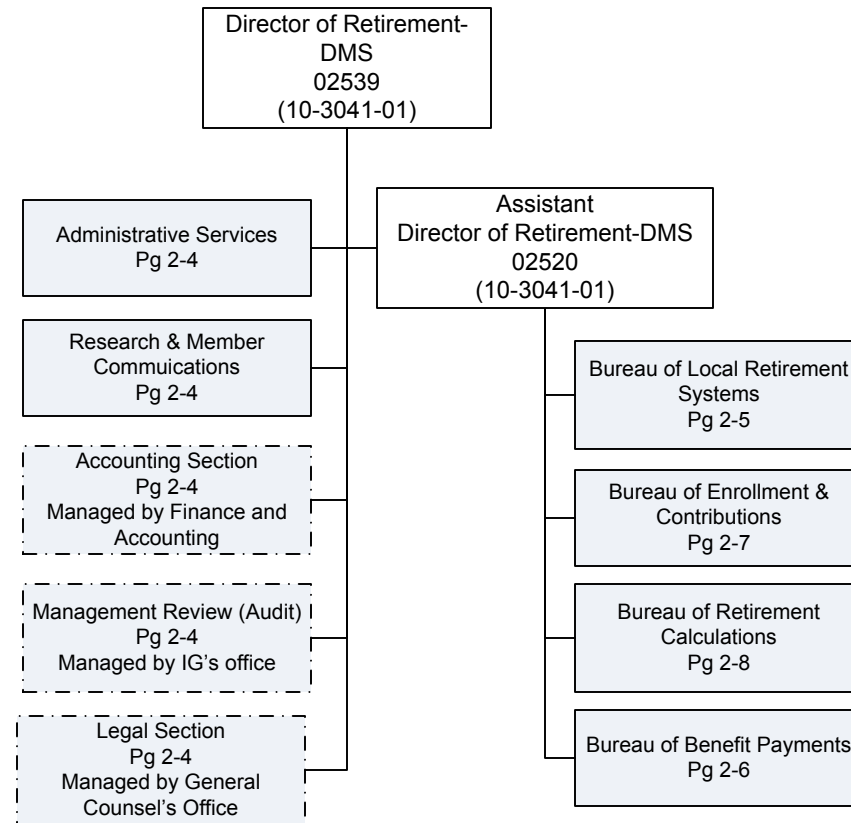 Director of Retirement-
DMS
02539
(10-3041-01)
Assistant
Director of Retirement-DMS
02520
(10-3041-01)
Administrative Services
Pg 2-4
Research & Member
Commuications
Pg 2-4
Accounting Section
Pg 2-4
Managed by Finance and
Accounting
Management Review (Audit)
Pg 2-4
Managed by IG's office
Legal Section
Pg 2-4
Managed by General
Counsel's Office
Bureau of Local Retirement
Systems
Pg 2-5
Bureau of Enrollment &
Contributions
Pg 2-7
Bureau of Retirement
Calculations
Pg 2-8
Bureau of Benefit Payments
Pg 2-6